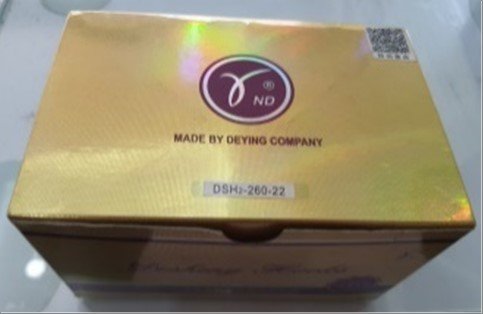 ®
ND
MADE BY DEYING COMPANY
DSH2-260-22